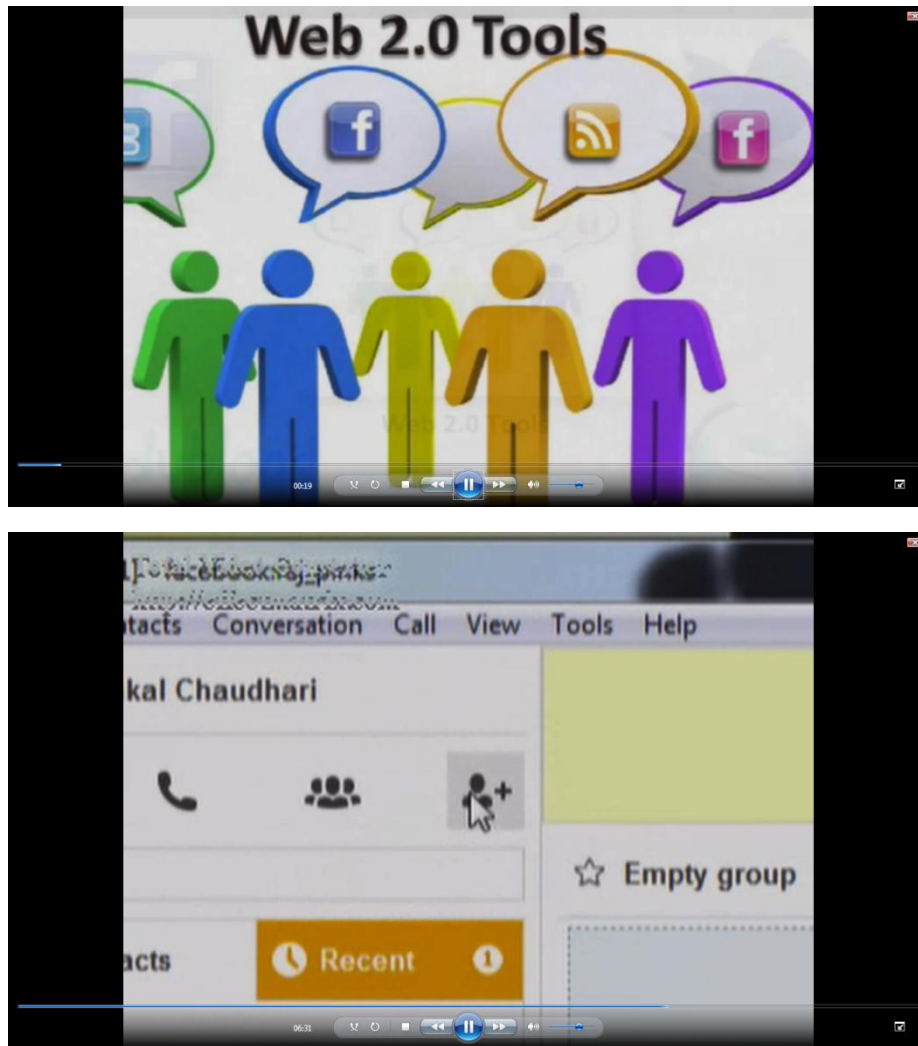 Web 2.0 Tools
f
f
Web 2.0 Tools
00:19
Conversation Call View Tools Help
kal Chaudhari
Empty group
acts
Recent 1
06:31